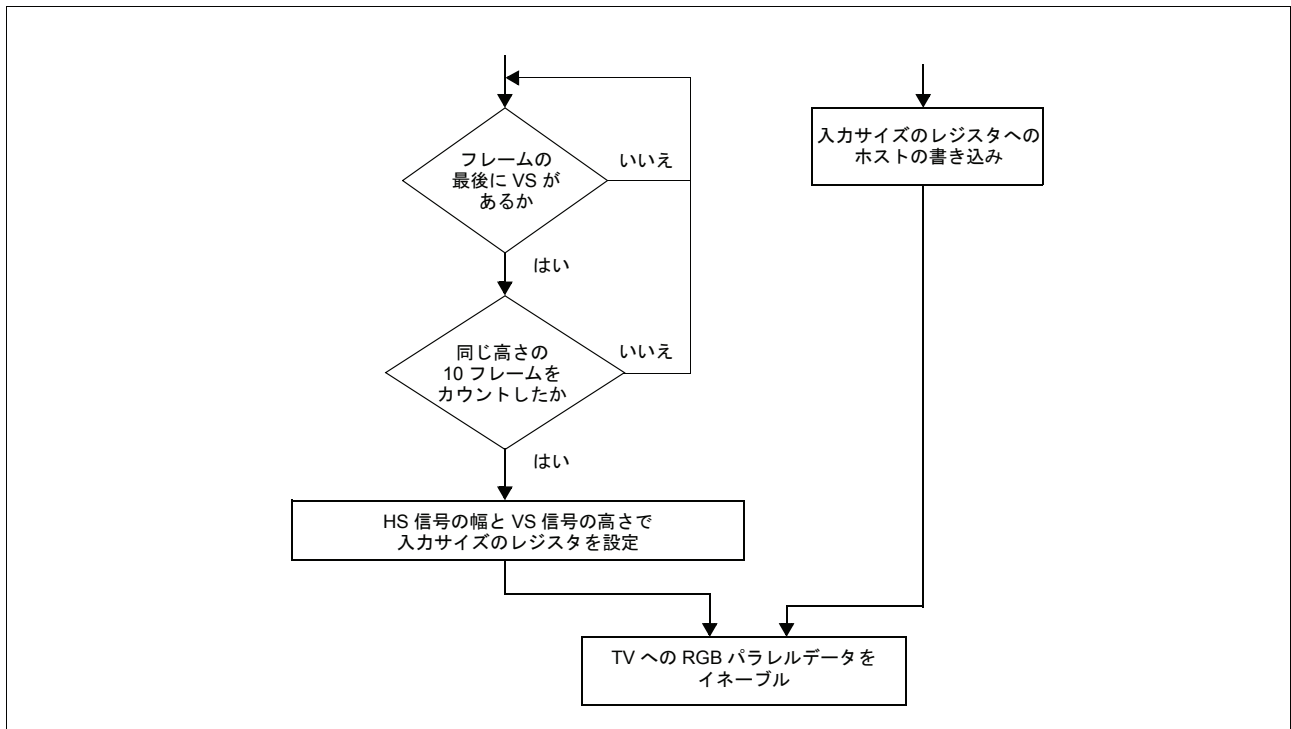 フレームの
最後に VS が
あるか
いいえ
はい
同じ高さの
10 フレームを
カウントしたか
いいえ
はい
HS 信号の幅と VS 信号の高さで
入力サイズのレジスタを設定
入力サイズのレジスタへの
ホストの書き込み
TV への RGB パラレルデータを
イネーブル